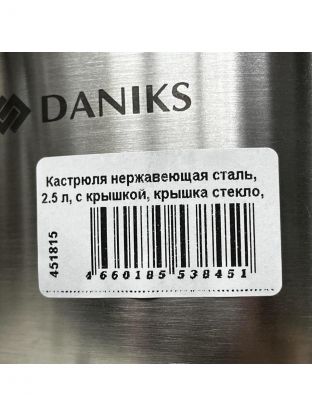 DANIKS
Кастрюля нержавеющая сталь,
2.5 л, с крышкой, крышка стекло,
451815
4 660185 538451